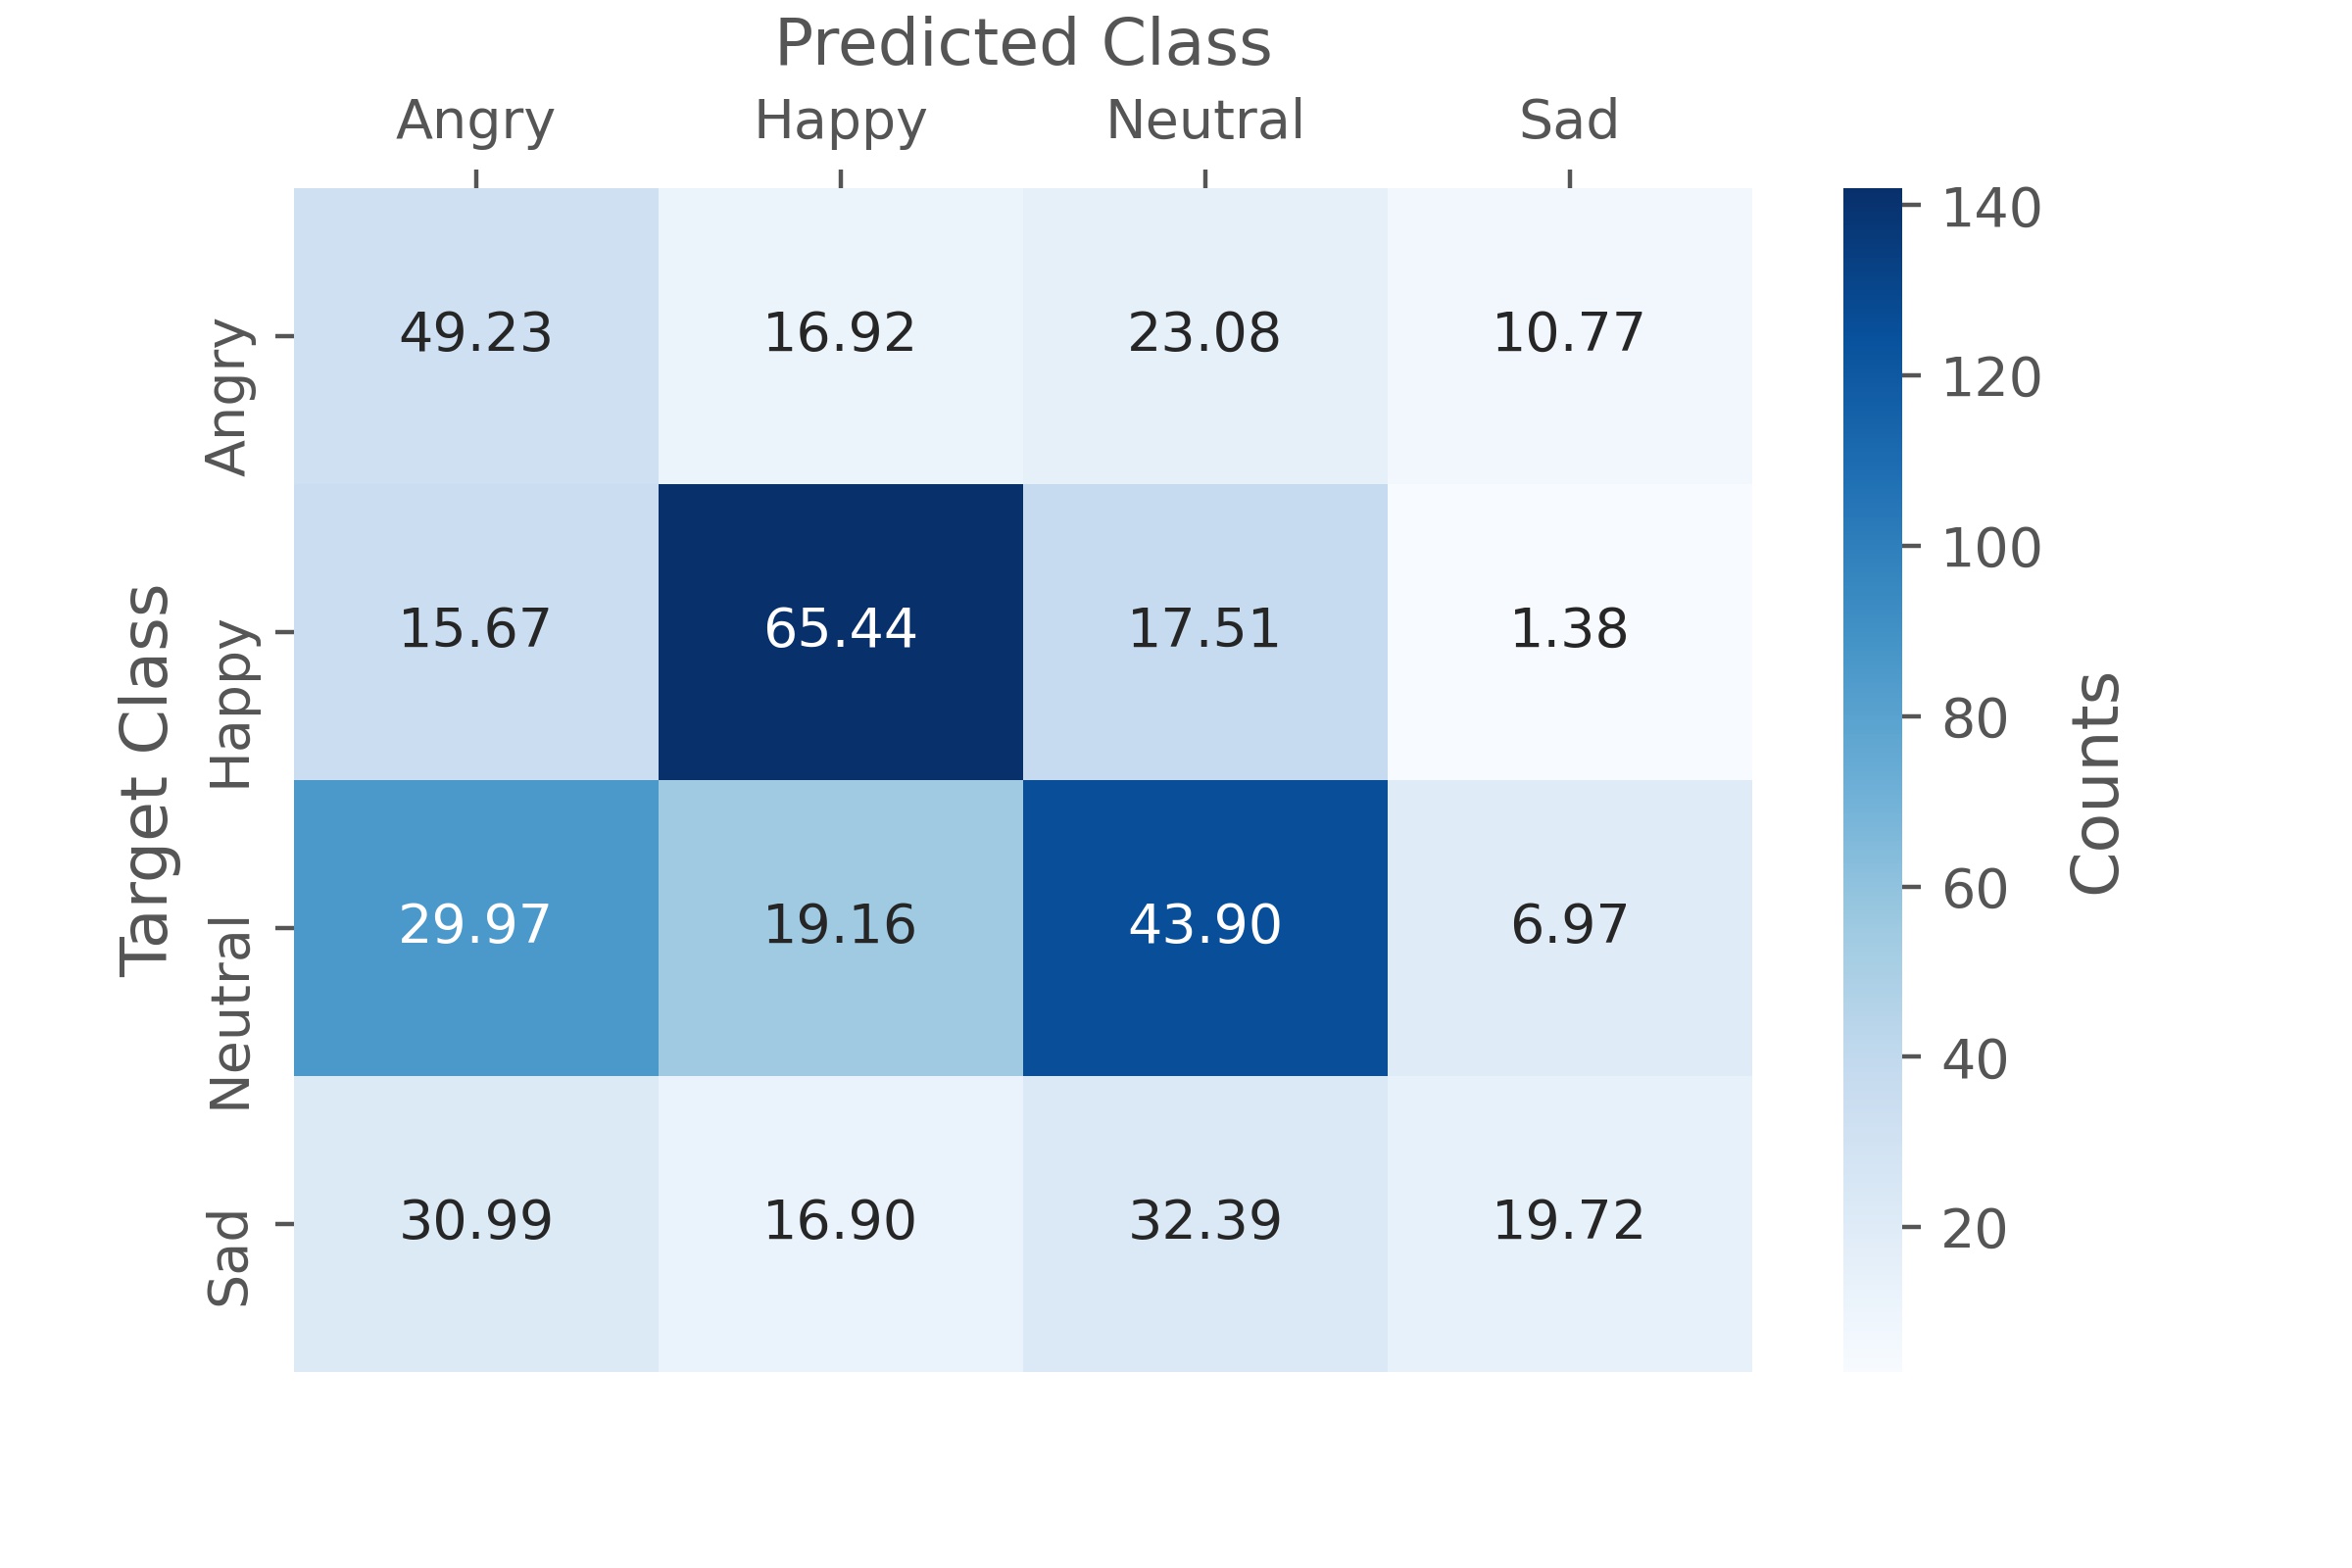 Predicted Class
Angry Happy Neutral Sad
Target Class
Angry 49.23 16.92 23.08 10.77
Happy 15.67 65.44 17.51 1.38
Neutral 29.97 19.16 43.90 6.97
Sad 30.99 16.90 32.39 19.72
140
120
100
80
60
40
20
Counts